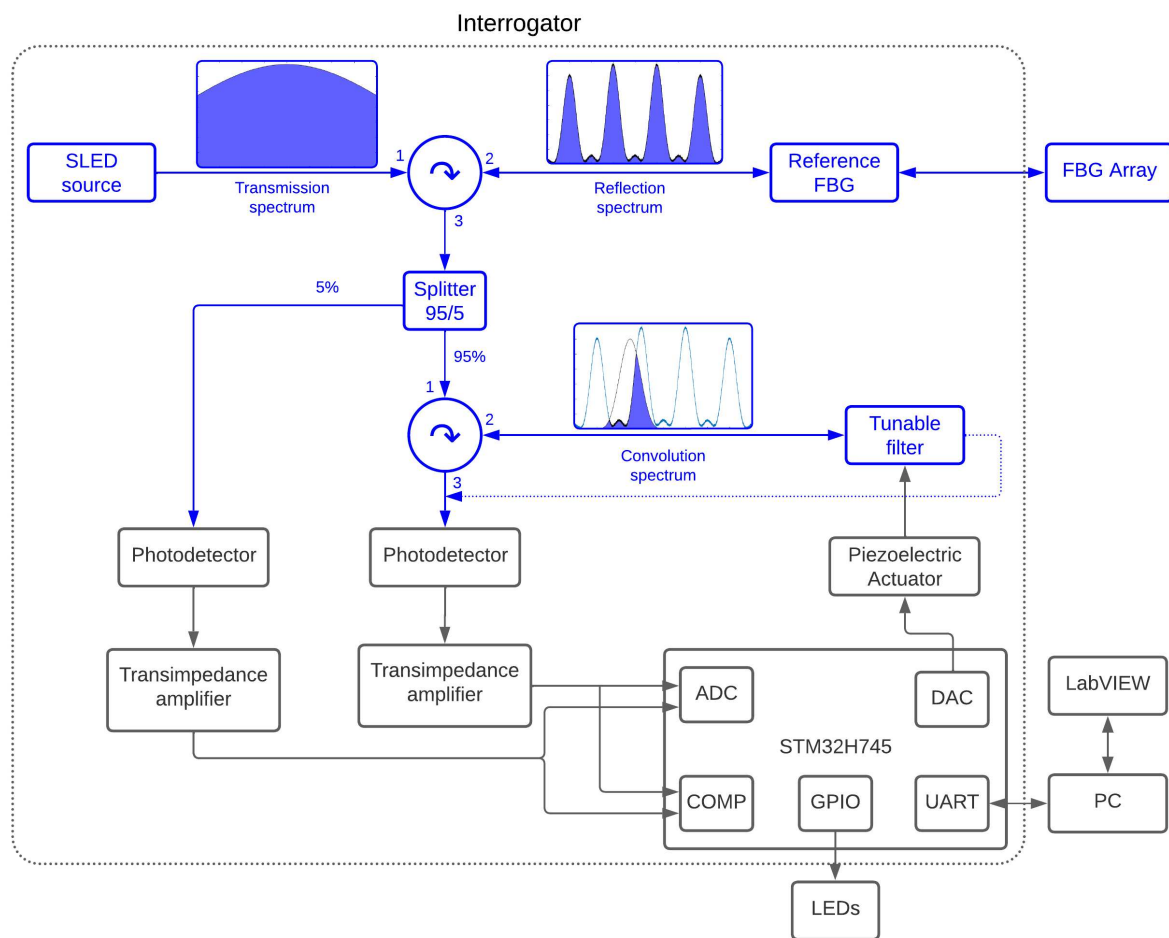 Interrogator
SLED
source
Transmission
spectrum
1
2
3
Reflection
spectrum
Reference
FBG
FBG Array
5%
Splitter
95/5
95%
1
2
3
Convolution
spectrum
Tunable
filter
Photodetector
Photodetector
Piezoelectric
Actuator
Transimpedance
amplifier
Transimpedance
amplifier
ADC
DAC
STM32H745
COMP
GPIO
UART
LabVIEW
PC
LEDs